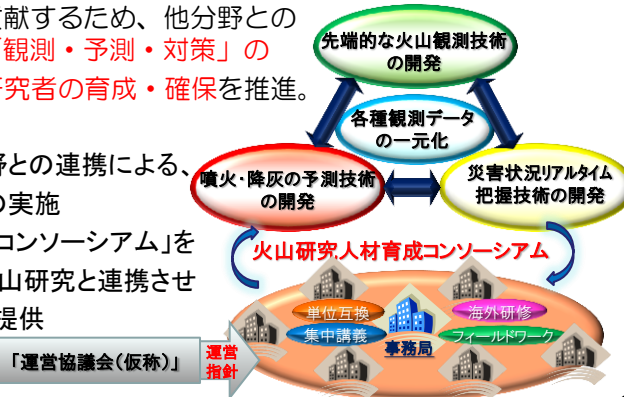 献するため、他分野との
「観測・予測・対策」の
究者の育成・確保を推進。
野との連携による、
の実施
コンソーシアム」を
山研究と連携させ
提供
「運営協議会(仮称)」
運営
指針
先端的な火山観測技術
の開発
各種観測データ
の一元化
噴火・降灰の予測技術
の開発
災害状況リアルタイム
把握技術の開発
火山研究人材育成コンソーシアム
単位互換
海外研修
集中講義
フィールドワーク
事務局